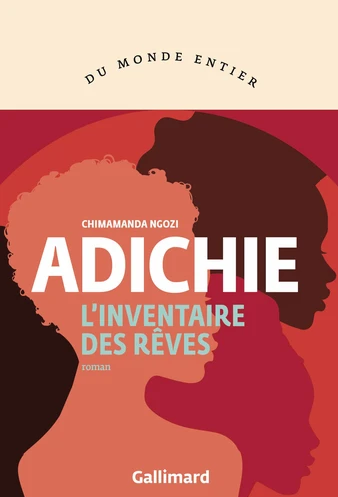 DU MONDE ENTIER
CHIMAMANDA NGOZI
ADICHIE
L'INVENTAIRE
DES RÊVES
roman
Gallimard